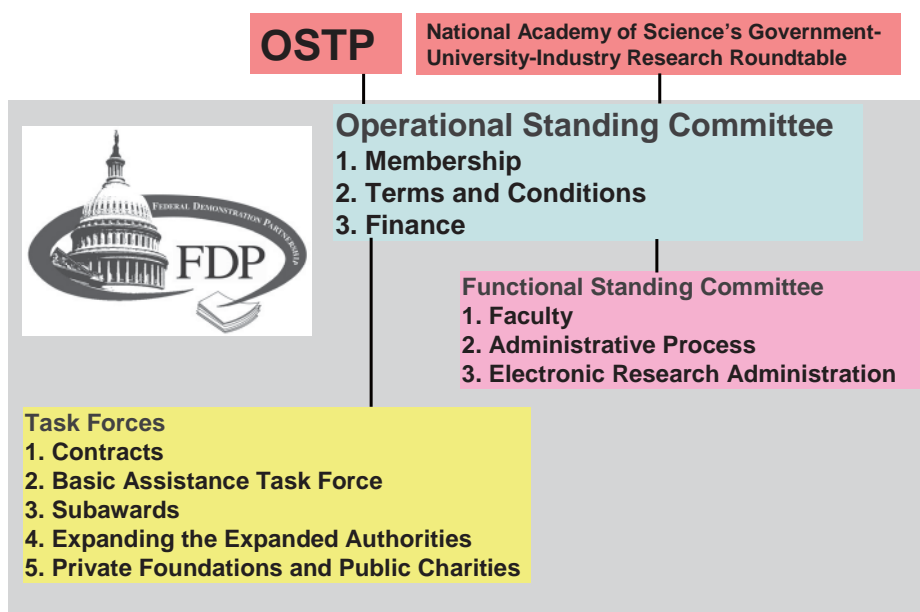 OSTP
National Academy of Science's Government-
University-Industry Research Roundtable
Operational Standing Committee
1. Membership
2. Terms and Conditions
3. Finance
FEDERAL DEMONSTRATION PARTNERSHIP
FDP
Functional Standing Committee
1. Faculty
2. Administrative Process
3. Electronic Research Administration
Task Forces
1. Contracts
2. Basic Assistance Task Force
3. Subawards
4. Expanding the Expanded Authorities
5. Private Foundations and Public Charities